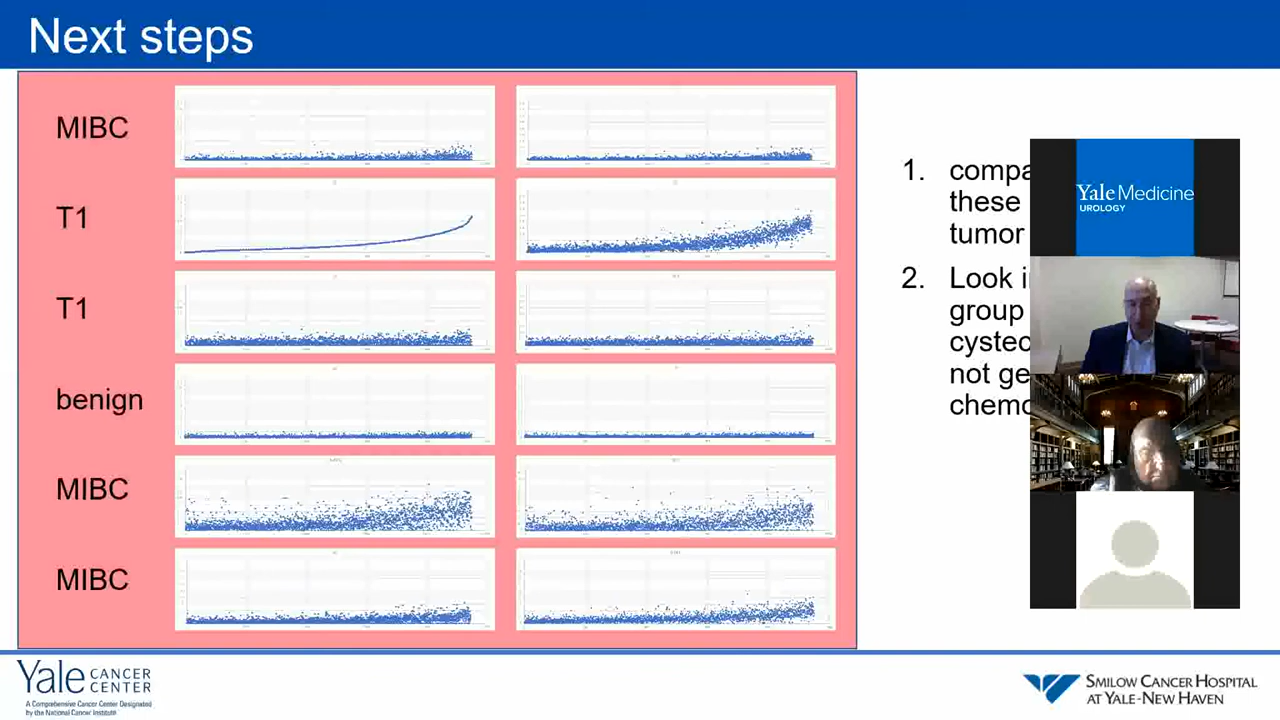 Next steps
MIBC
T1
T1
benign
MIBC
MIBC
1. compa
these
tumor
2. Look i
group
cystec
not ge
chemo
Yale Medicine
UROLOGY
Yale CANCER
CENTER
A Comprehensive Cancer Center Designated
by the National Cancer Institute
SMILOW CANCER HOSPITAL
AT YALE-NEW HAVEN